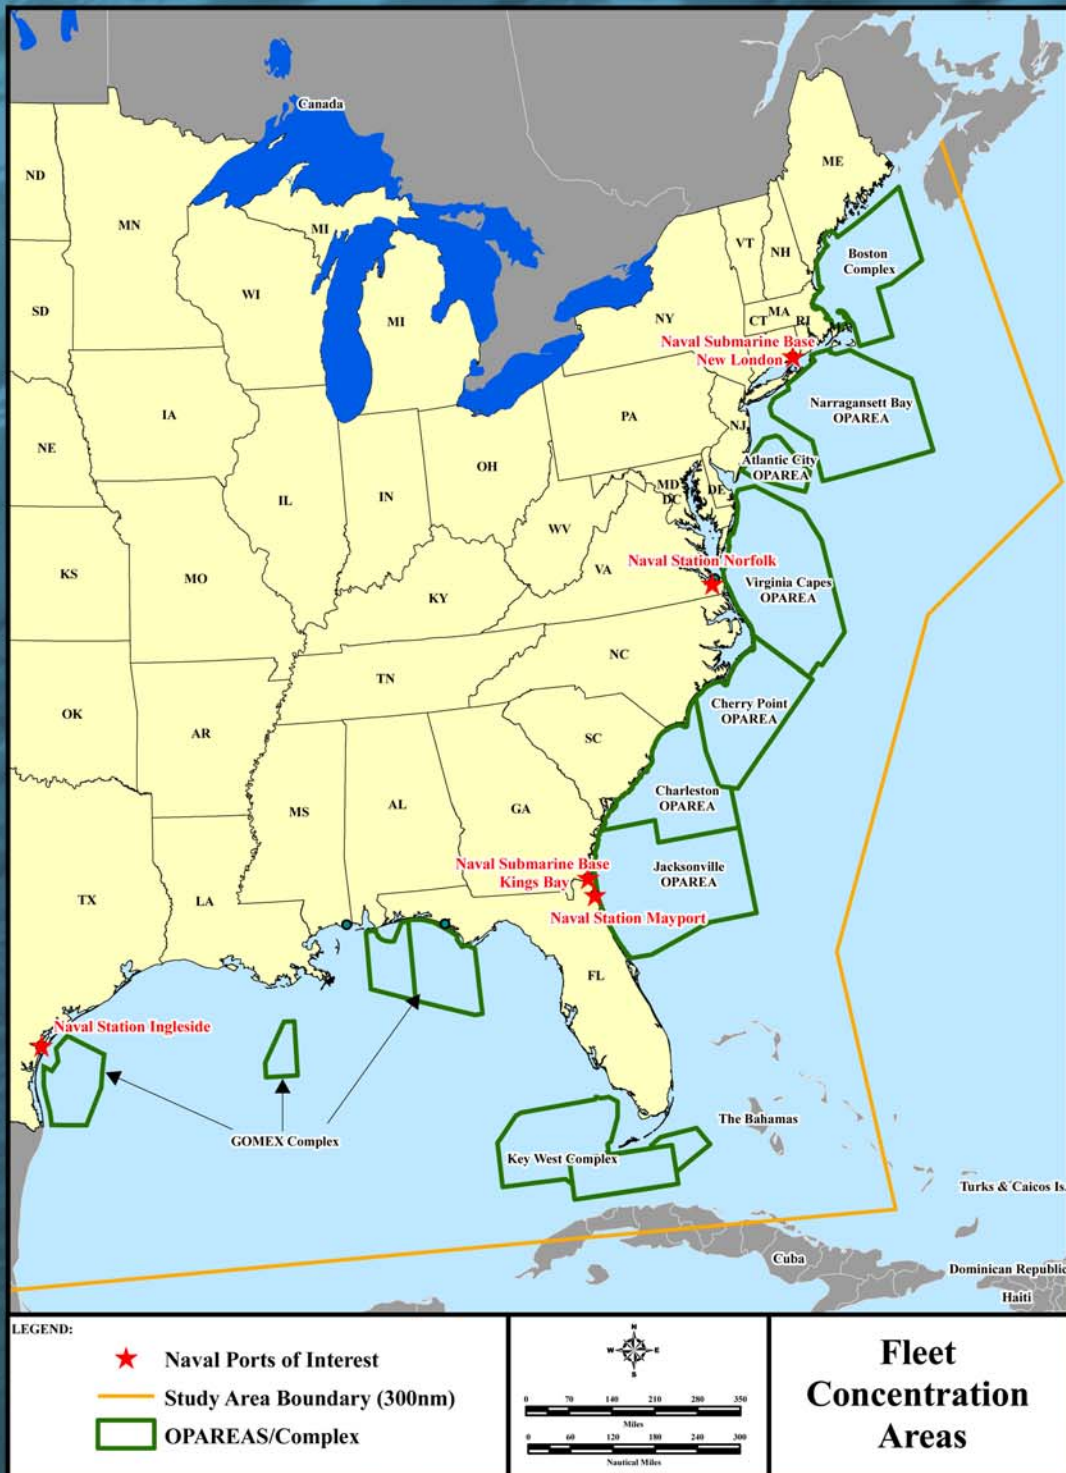 Canada
ME
ND
MN
MI
VT
NH
Boston
Complex
WI
SD
MI
NY
MA
CT
RI
MA
Naval Submarine Base
New London
Narragansett Bay
OPAREA
IA
PA
NJ
NE
OH
Atlantic City
OPAREA
IL
IN
MD
DE
DC
WV
Naval Station Norfolk
VA
KS
MO
KY
Virginia Capes
OPAREA
NC
TN
OK
AR
Cherry Point
OPAREA
SC
MS
AL
GA
Charleston
OPAREA
Naval Submarine Base
Kings Bay
Jacksonville
OPAREA
TX
LA
Naval Station Mayport
FL
Naval Station Ingleside
The Bahamas
GOMEX Complex
Key West Complex
Turks & Caicos Is.
Cuba
Dominican Republic
Haiti
LEGEND:
Naval Ports of Interest
Study Area Boundary (300nm)
OPAREAS/Complex
N
W
E
S
0 70 140 210 280 350
Miles
0 60 120 180 240 300
Nautical Miles
Fleet
Concentration
Areas